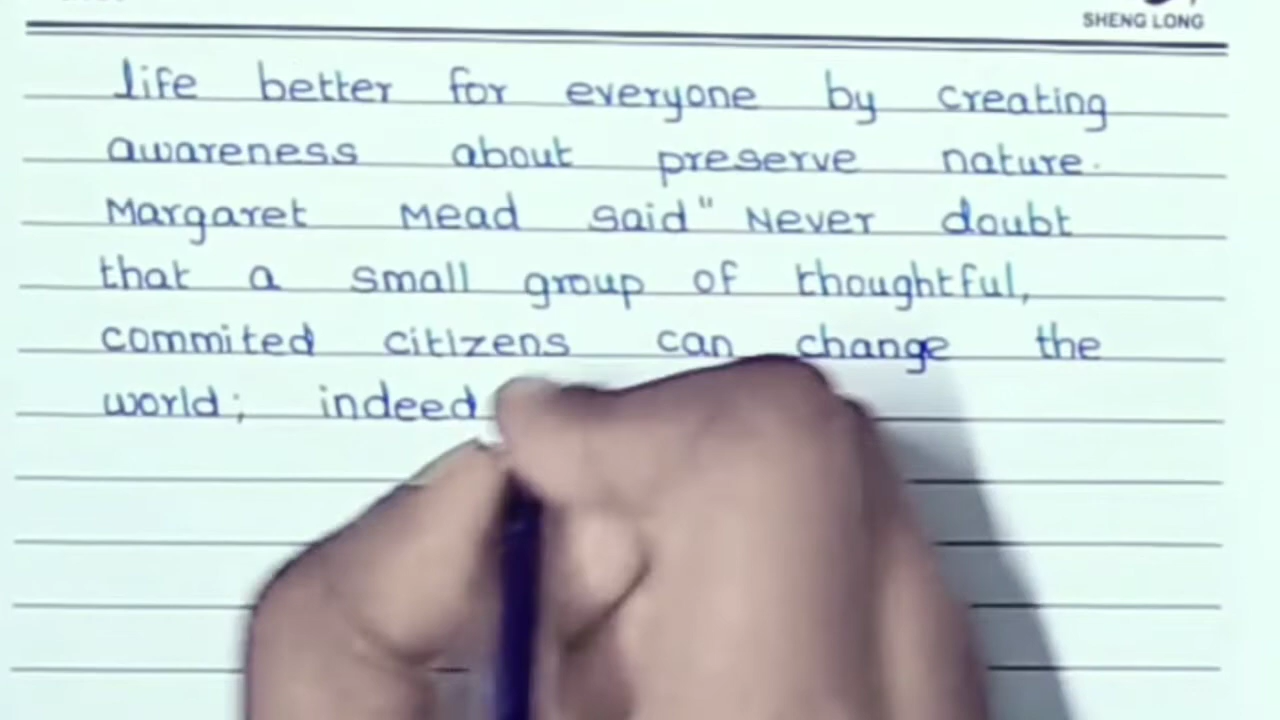 SHENG LONG
life better for everyone by creating
awareness about preserve nature.
Margaret Mead said" Never doubt
that a small group of thoughtful,
commited citizens can change the
world; indeed